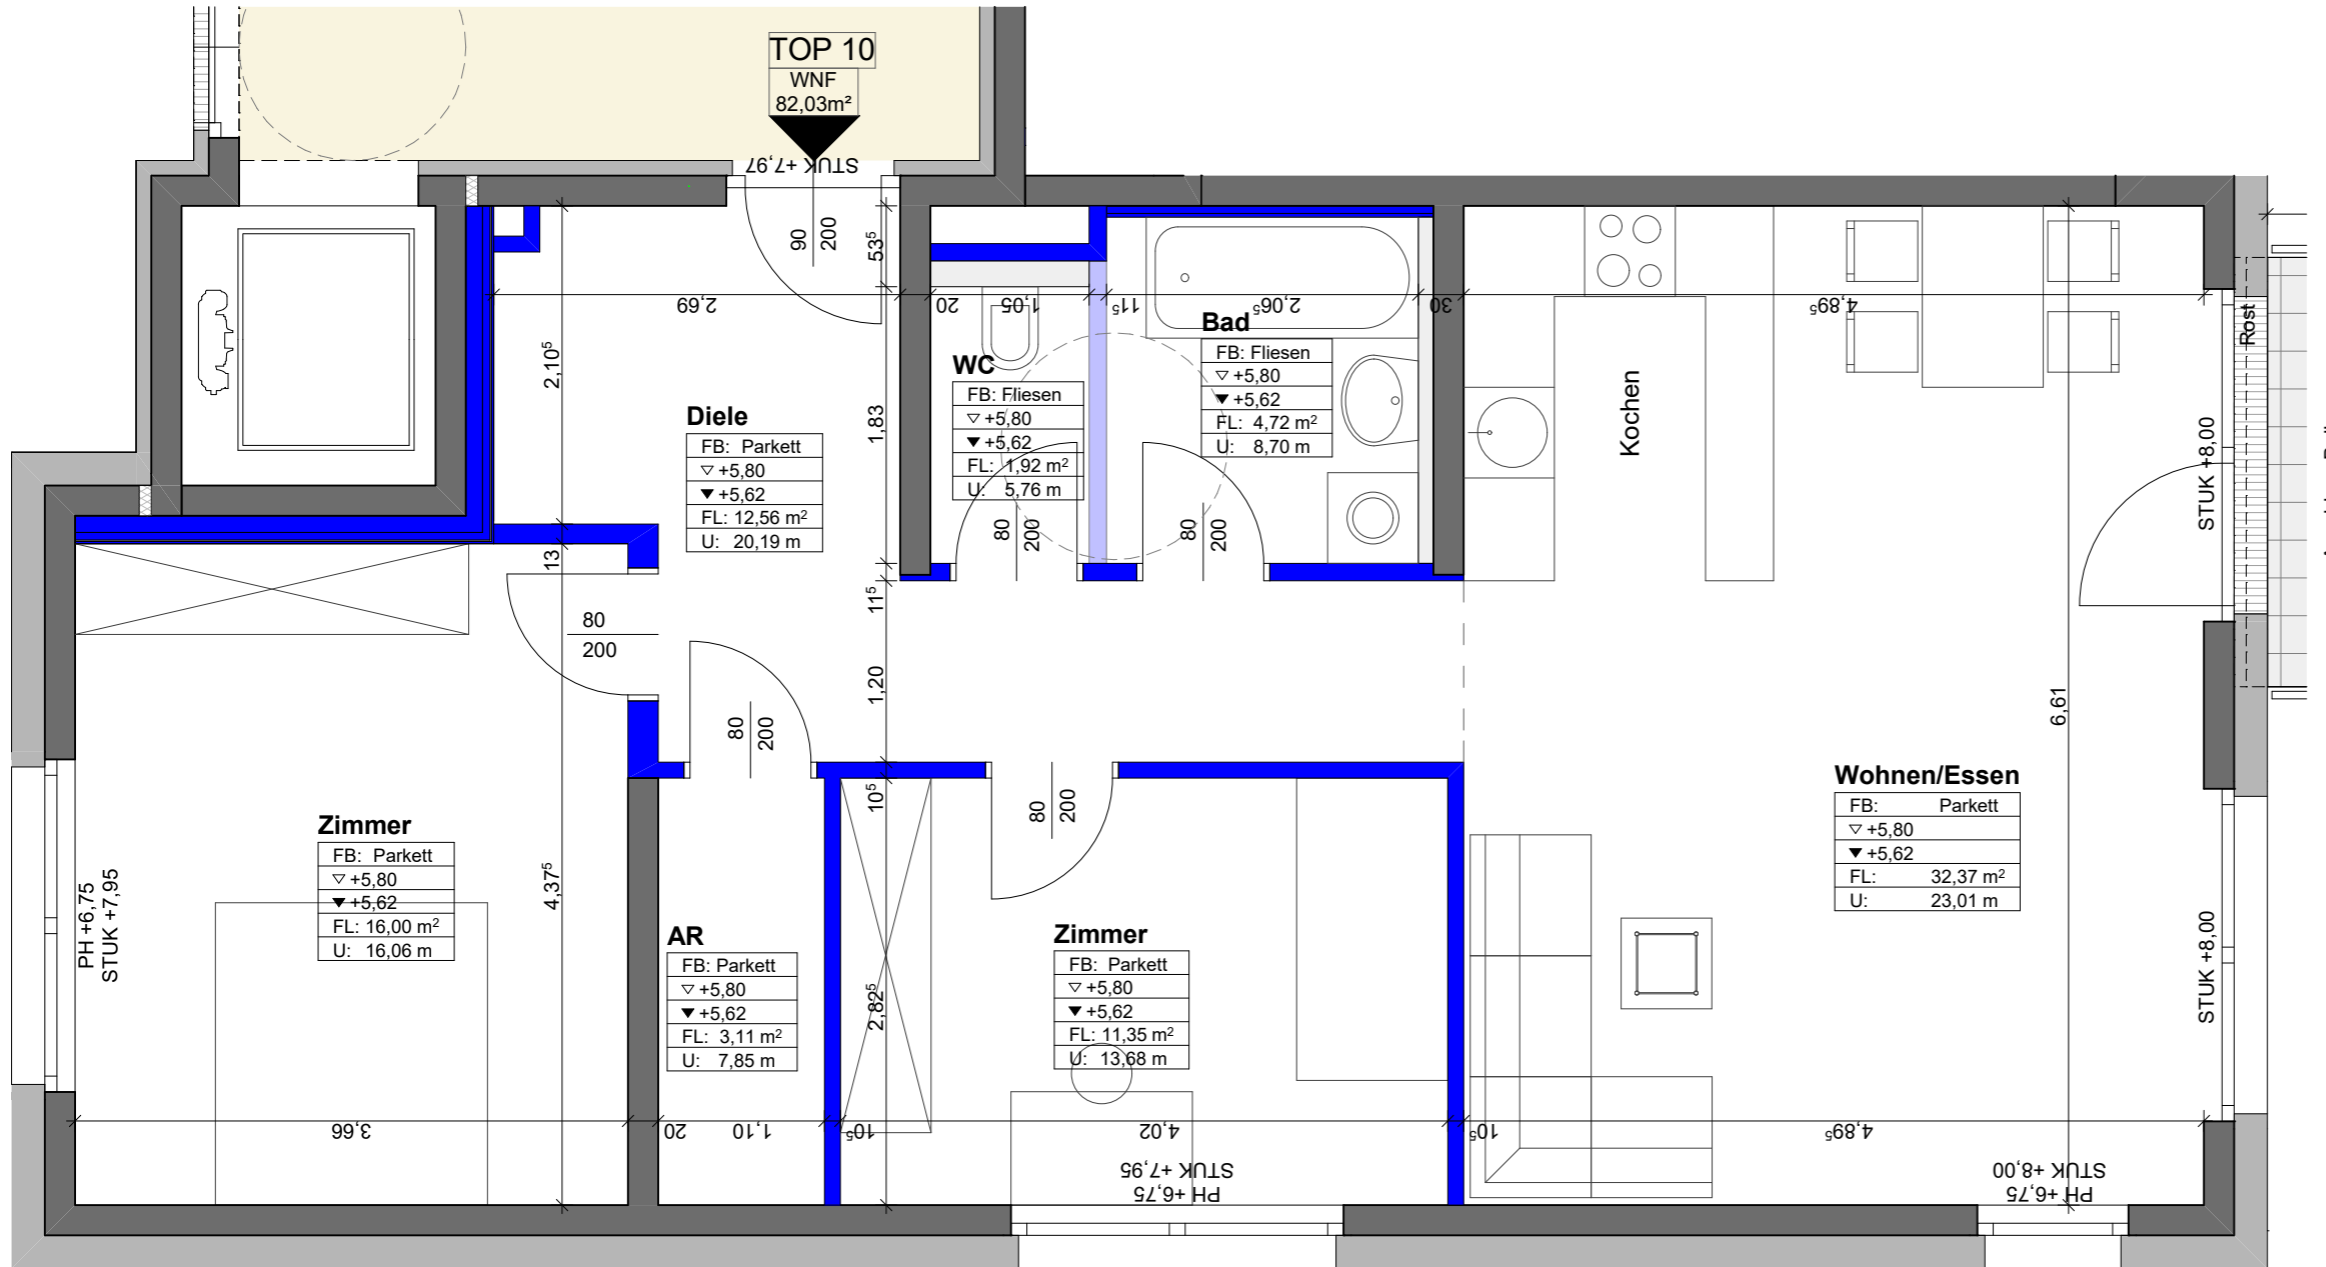 TOP 10
WNF
82,03m²
STUK +7,97
90
200
53⁵
2,69
20
1,05
11⁵
2,06⁵
30
4,89⁵
Rost
2,10⁵
1,83
Diele
FB: Parkett
▽ +5,80
▼ +5,62
FL: 12,56 m²
U: 20,19 m
WC
FB: Fliesen
▽ +5,80
▼ +5,62
FL: 1,92 m²
U: 5,76 m
Bad
FB: Fliesen
▽ +5,80
▼ +5,62
FL: 4,72 m²
U: 8,70 m
Kochen
STUK +8,00
80
200
80
200
13
11⁵
80
200
1,20
80
200
6,61
10⁵
80
200
Zimmer
FB: Parkett
▽ +5,80
▼ +5,62
FL: 16,00 m²
U: 16,06 m
PH +6,75
STUK +7,95
4,37⁵
AR
FB: Parkett
▽ +5,80
▼ +5,62
FL: 3,11 m²
U: 7,85 m
2,82⁵
Zimmer
FB: Parkett
▽ +5,80
▼ +5,62
FL: 11,35 m²
U: 13,68 m
Wohnen/Essen
FB: Parkett
▽ +5,80
▼ +5,62
FL: 32,37 m²
U: 23,01 m
STUK +8,00
3,66
20
1,10
10⁵
4,02
10⁵
4,89⁵
PH +6,75
STUK +7,95
PH +6,75
STUK +8,00